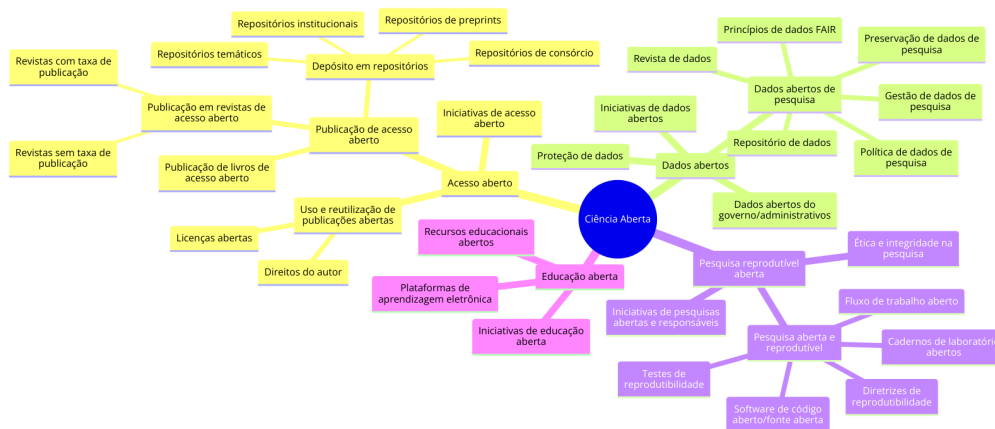 Ciência Aberta
Acesso aberto
Iniciativas de acesso
aberto
Publicação de acesso
aberto
Depósito em repositórios
Repositórios temáticos
Repositórios institucionais
Repositórios de preprints
Repositórios de consórcio
Publicação em revistas de
acesso aberto
Revistas com taxa de
publicação
Revistas sem taxa de
publicação
Publicação de livros de
acesso aberto
Uso e reutilização de
publicações abertas
Licenças abertas
Direitos do autor
Dados abertos
Iniciativas de dados
abertos
Proteção de dados
Dados abertos do
governo/administrativos
Dados abertos de
pesquisa
Revista de dados
Princípios de dados FAIR
Preservação de dados de
pesquisa
Gestão de dados de
pesquisa
Política de dados de
pesquisa
Repositório de dados
Educação aberta
Recursos educacionais
abertos
Plataformas de
aprendizagem eletrônica
Iniciativas de educação
aberta
Pesquisa reprodutível
aberta
Ética e integridade na
pesquisa
Iniciativas de pesquisas
abertas e responsáveis
Pesquisa aberta e
reprodutível
Fluxo de trabalho aberto
Cadernos de laboratório
abertos
Diretrizes de
reprodutibilidade
Software de código
aberto/fonte aberta
Testes de
reprodutibilidade